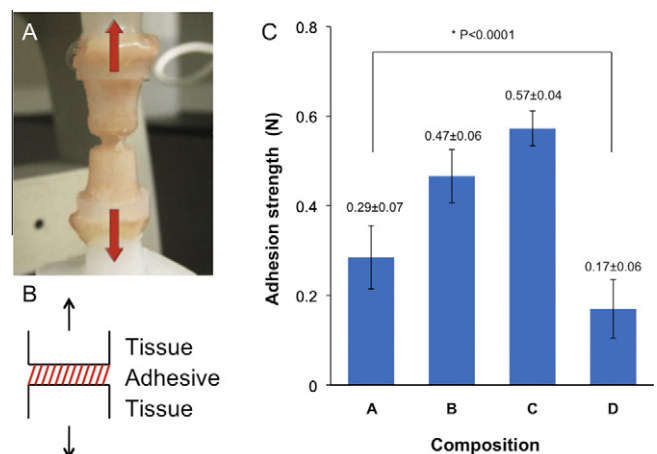 A
B
Tissue
Adhesive
Tissue
C
Adhesion strength (N)
0.8
0.6
0.4
0.2
0
* P<0.0001
0.29±0.07
0.47±0.06
0.57±0.04
0.17±0.06
A B C D
Composition